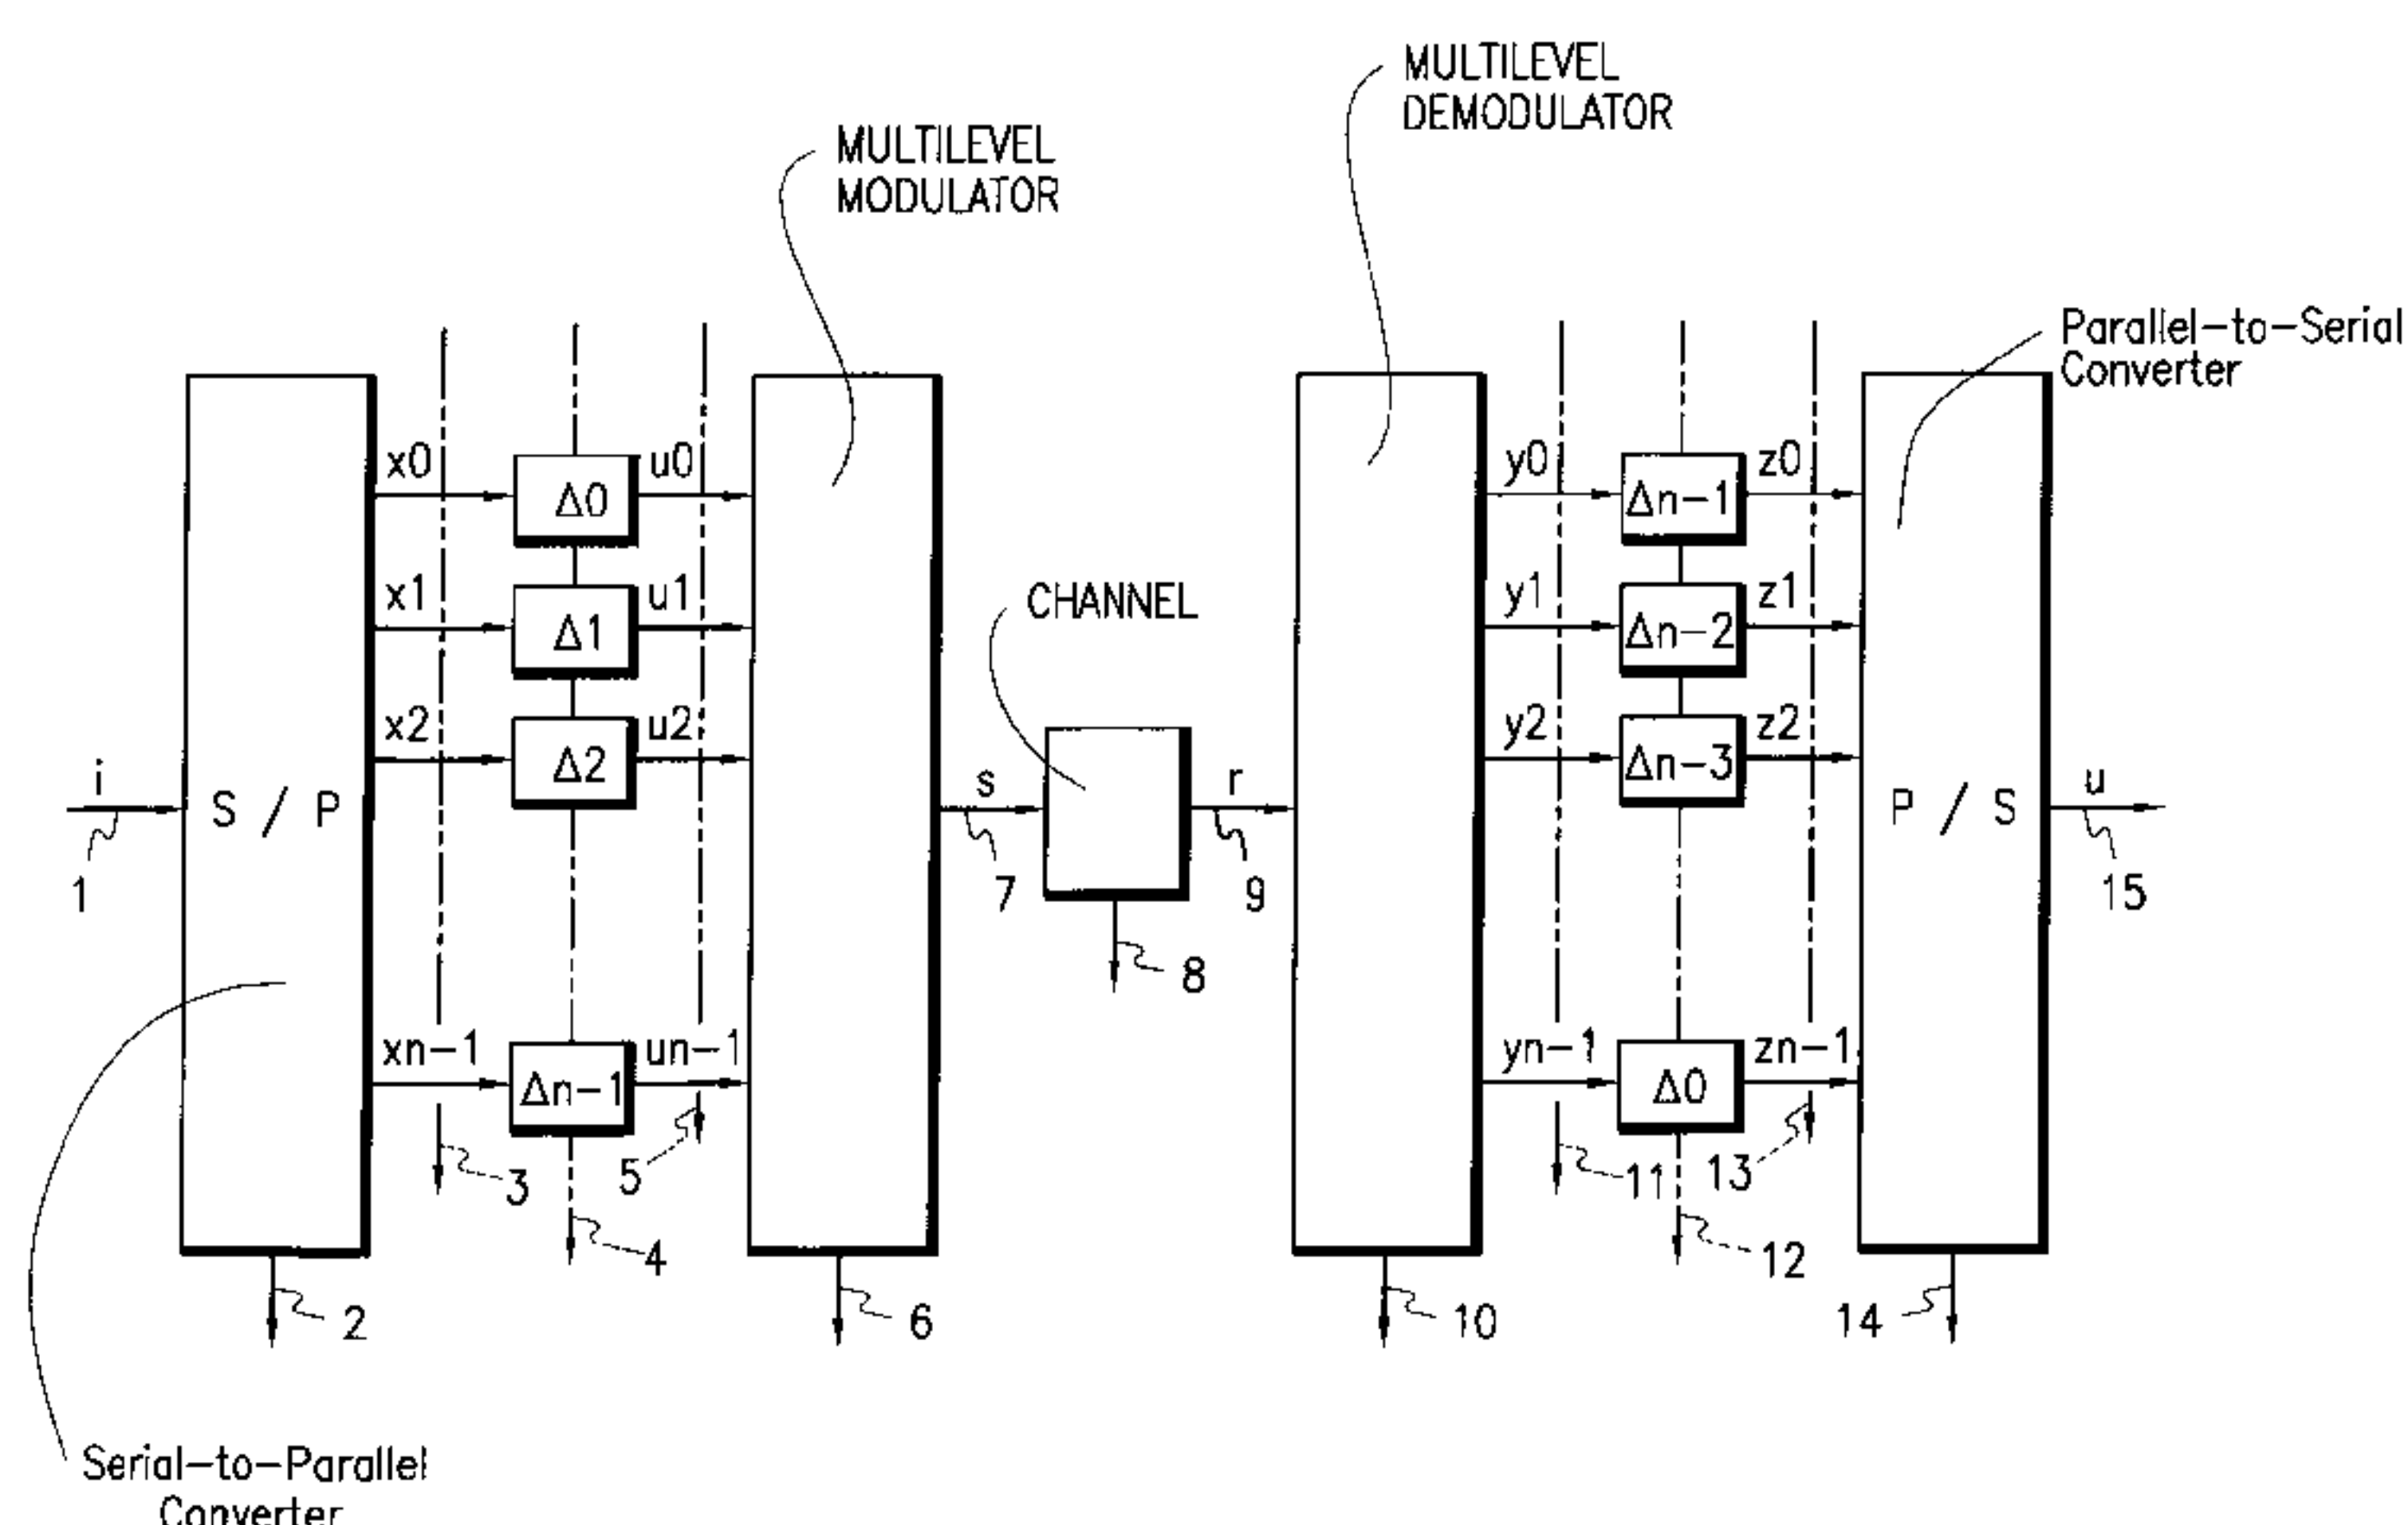 MULTILEVEL
DEMODULATOR
MULTILEVEL
MODULATOR
Parallel-to-Serial
Converter
x0 Δ0 u0
y0 Δn-1 z0
CHANNEL
x1 Δ1 u1
y1 Δn-2 z1
x2 Δ2 u2
y2 Δn-3 z2
i S / P s r P / S u
1 7 9 15
8
xn-1 Δn-1 un-1
yn-1 Δ0 zn-1
3 5 11 13
4 12
2 6 10 14
Serial-to-Parallel
Converter